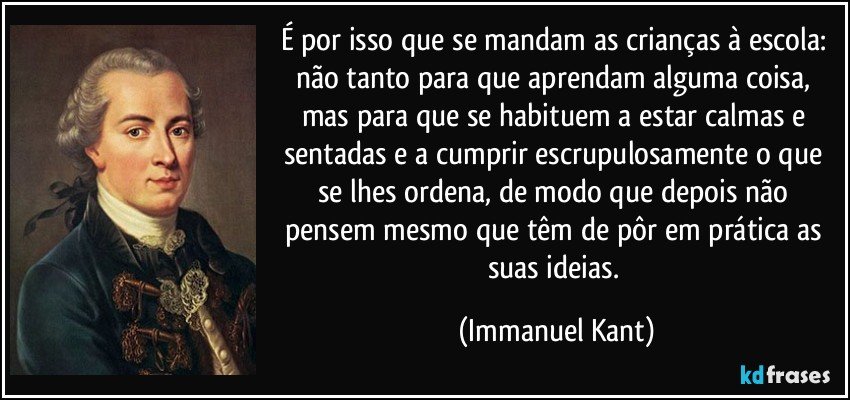 É por isso que se mandam as crianças à escola:
não tanto para que aprendam alguma coisa,
mas para que se habituem a estar calmas e
sentadas e a cumprir escrupulosamente o que
se lhes ordena, de modo que depois não
pensem mesmo que têm de pôr em prática as
suas ideias.
(Immanuel Kant)
kdfrases